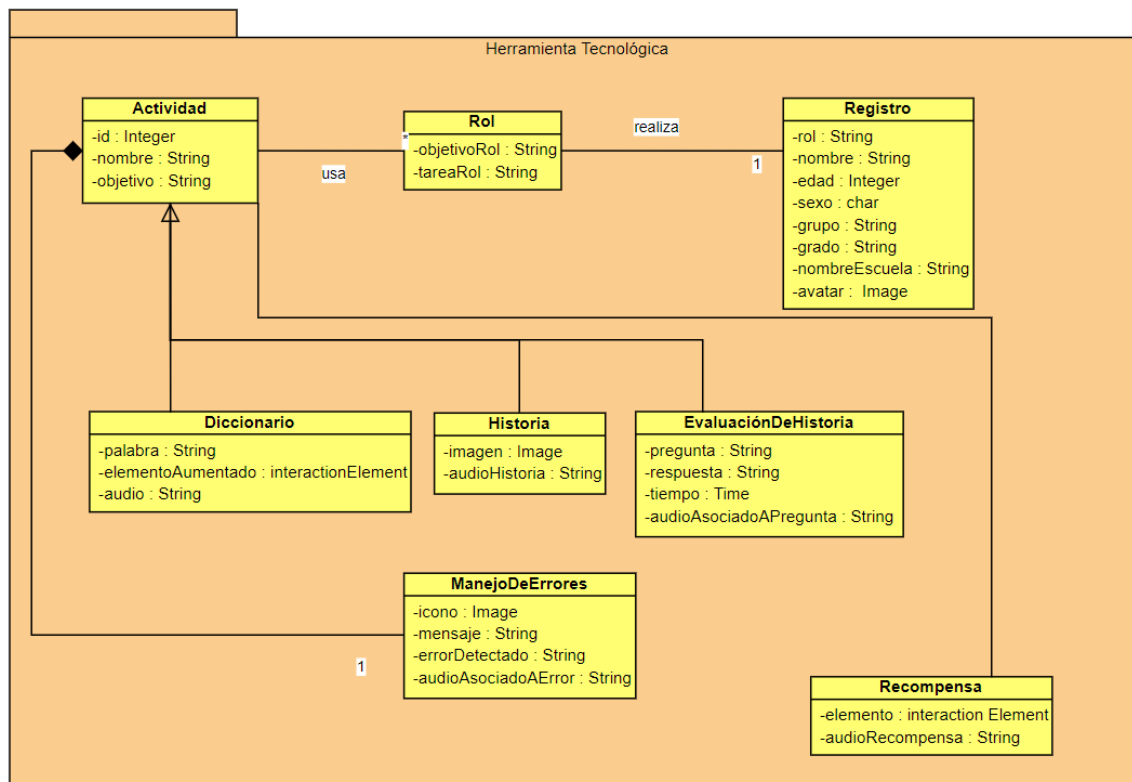 Herramienta Tecnológica
Actividad
-id : Integer
-nombre : String
-objetivo : String
*
usa
Rol
-objetivoRol : String
-tareaRol : String
realiza
1
Registro
-rol : String
-nombre : String
-edad : Integer
-sexo : char
-grupo : String
-grado : String
-nombreEscuela : String
-avatar :  Image
Diccionario
-palabra : String
-elementoAumentado : interactionElement
-audio : String
Historia
-imagen : Image
-audioHistoria : String
EvaluaciónDeHistoria
-pregunta : String
-respuesta : String
-tiempo : Time
-audioAsociadoAPregunta : String
ManejoDeErrores
-icono : Image
-mensaje : String
-errorDetectado : String
-audioAsociadoAError : String
1
Recompensa
-elemento : interaction Element
-audioRecompensa : String